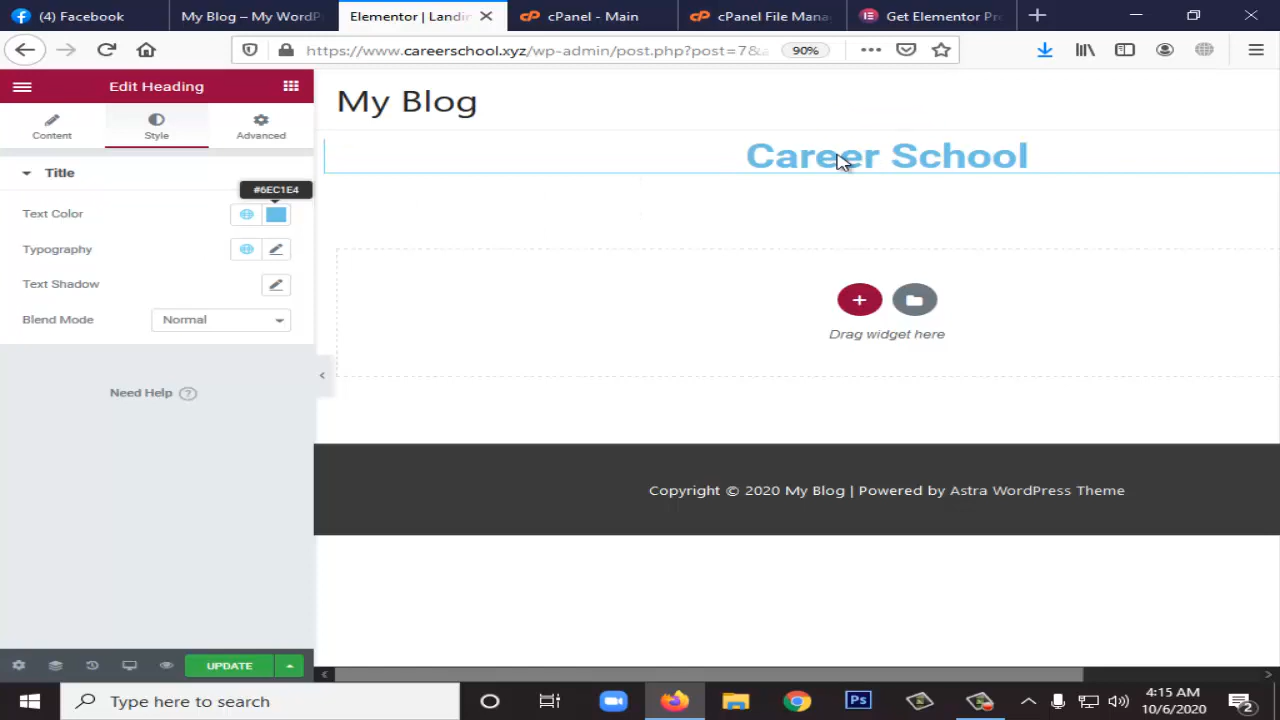 (4) Facebook
My Blog – My WordP
Elementor | Landi
cPanel - Main
cPanel File Mana
Get Elementor Pr
https://www.careerschool.xyz/wp-admin/post.php?post=7&
90%
Edit Heading
Content
Style
Advanced
Title
#6EC1E4
Text Color
Typography
Text Shadow
Blend Mode
Normal
Need Help
UPDATE
My Blog
Career School
Drag widget here
Copyright © 2020 My Blog | Powered by Astra WordPress Theme
Type here to search
Ps
4:15 AM
10/6/2020
2